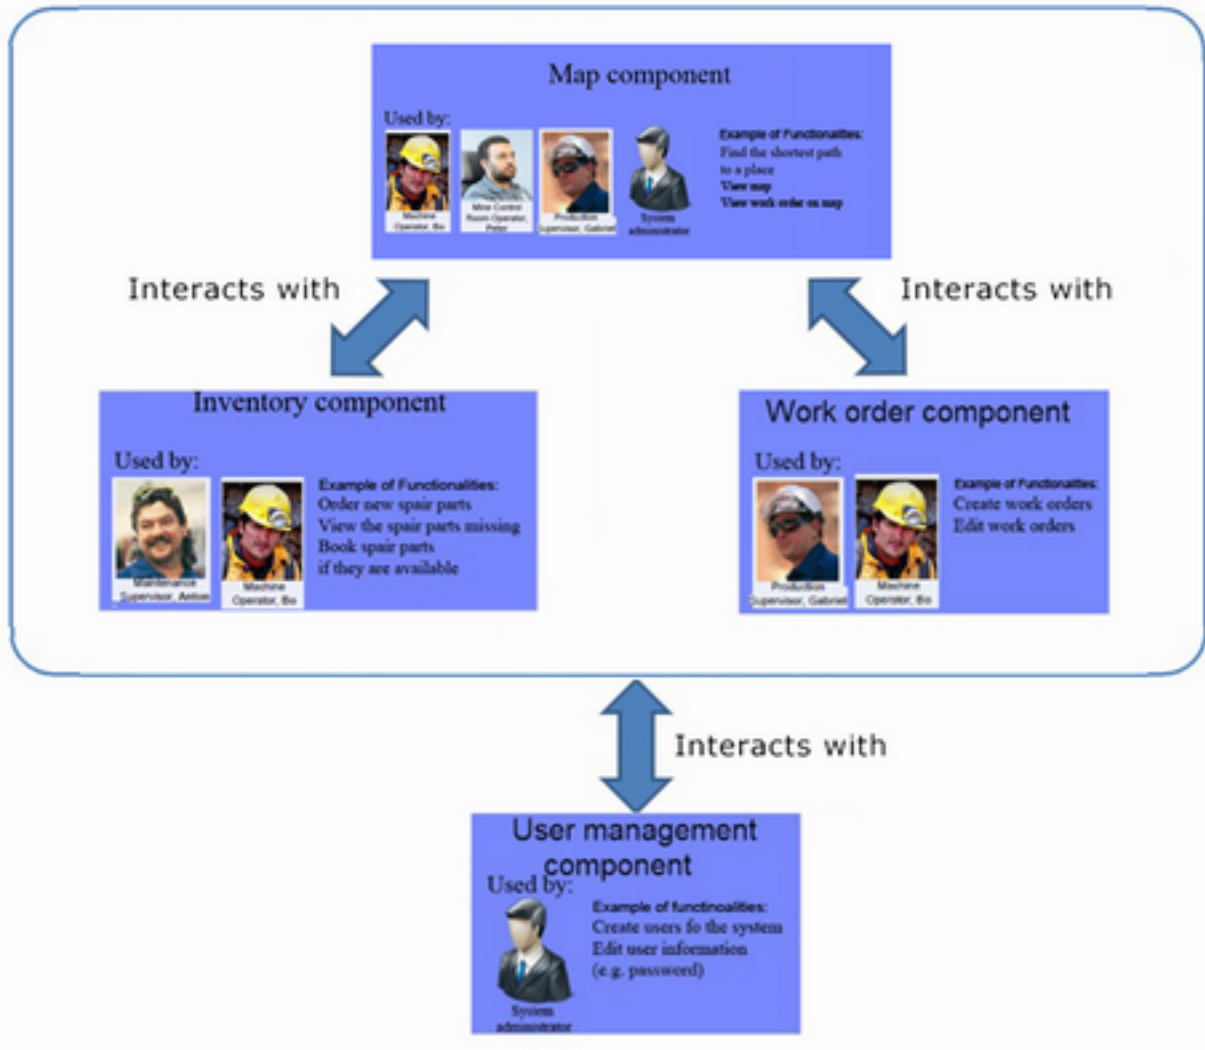 Map component
Used by:
Machine
Operator, Bo
Mine Control
Room Operator,
Peter
Production
Supervisor, Gabriel
System
administrator
Example of Functionalities:
Find the shortest path
to a place
View map
View work order on map
Interacts with
Interacts with
Inventory component
Used by:
Maintenance
Supervisor, Anton
Machine
Operator, Bo
Example of Functionalities:
Order new spair parts
View the spair parts missing
Book spair parts
if they are available
Work order component
Used by:
Production
Supervisor, Gabriel
Machine
Operator, Bo
Example of Functionalities:
Create work orders
Edit work orders
Interacts with
User management
component
Used by:
System
administrator
Example of functinoalities:
Create users fo the system
Edit user information
(e.g. password)